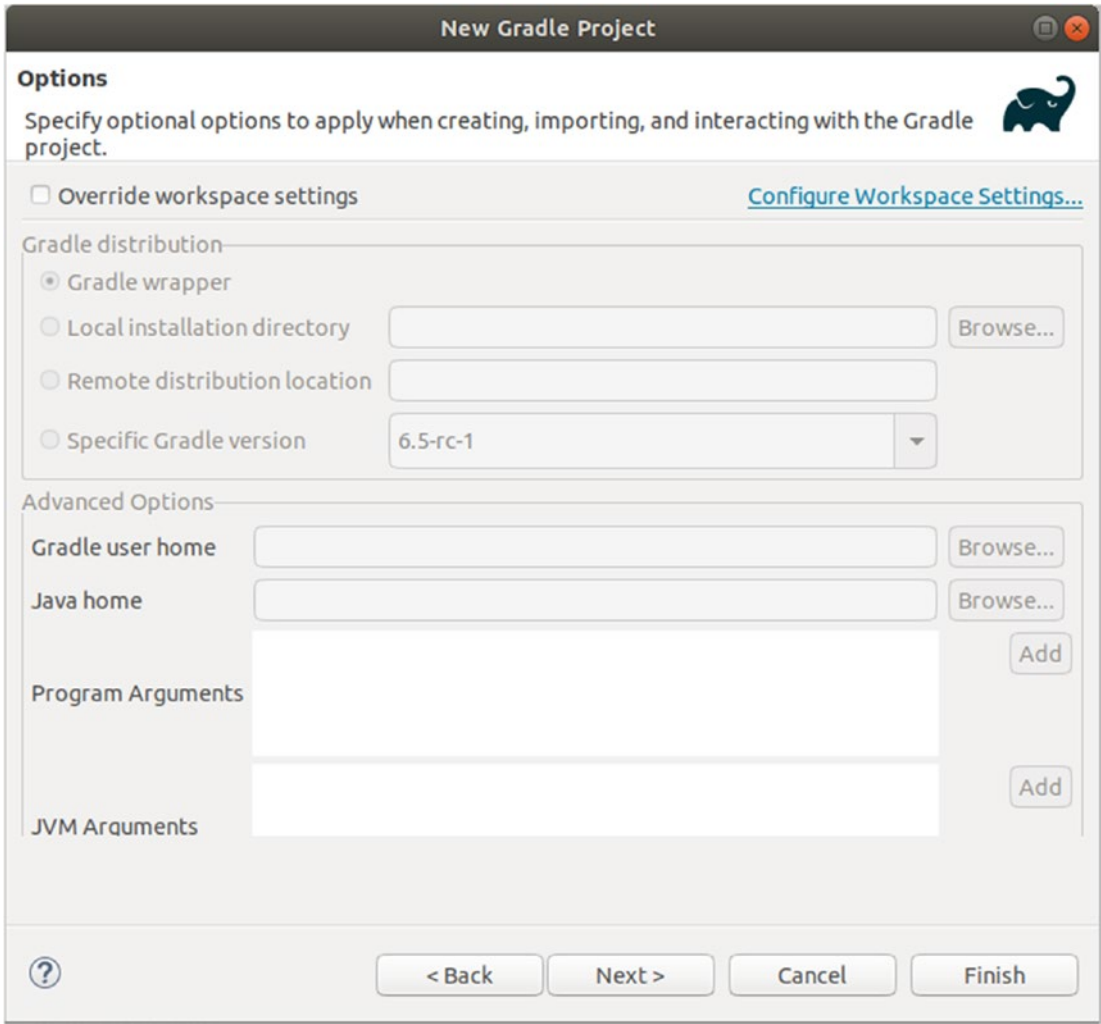 New Gradle Project
Options
Specify optional options to apply when creating, importing, and interacting with the Gradle
project.
Override workspace settings
Configure Workspace Settings...
Gradle distribution
Gradle wrapper
Local installation directory
Browse...
Remote distribution location
Specific Gradle version
6.5-rc-1
Advanced Options
Gradle user home
Browse...
Java home
Browse...
Add
Program Arguments
Add
JVM Arguments
?
< Back
Next >
Cancel
Finish